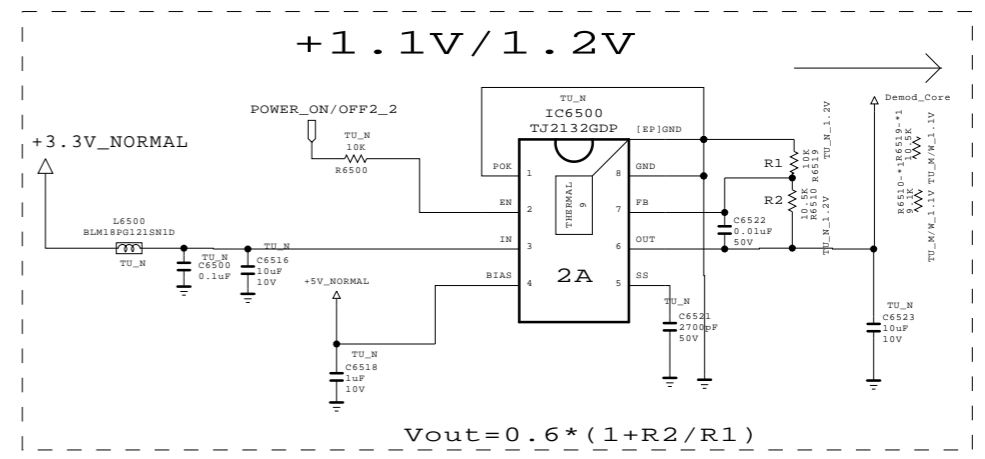 +1.1V/1.2V
Demod_Core
POWER_ON/OFF2_2
TU_N
IC6500
TJ2132GDP
[EP]GND
+3.3V_NORMAL
TU_N
10K
R6500
POK
1
8
GND
R1
10K
R6519
TU_N_1.2V
R6519-*1
10.5K
TU_M/W_1.1V
THERMAL
9
EN
2
7
FB
R2
10.5K
R6510
TU_N_1.2V
R6510-*1
9.1K
TU_M/W_1.1V
L6500
BLM18PG121SN1D
TU_N
C6522
0.01uF
50V
IN
3
6
OUT
TU_N
C6500
0.1uF
TU_N
C6516
10uF
10V
+5V_NORMAL
BIAS
4
2A
5
SS
TU_N
C6521
2700pF
50V
TU_N
C6523
10uF
10V
TU_N
C6518
1uF
10V
Vout=0.6*(1+R2/R1)